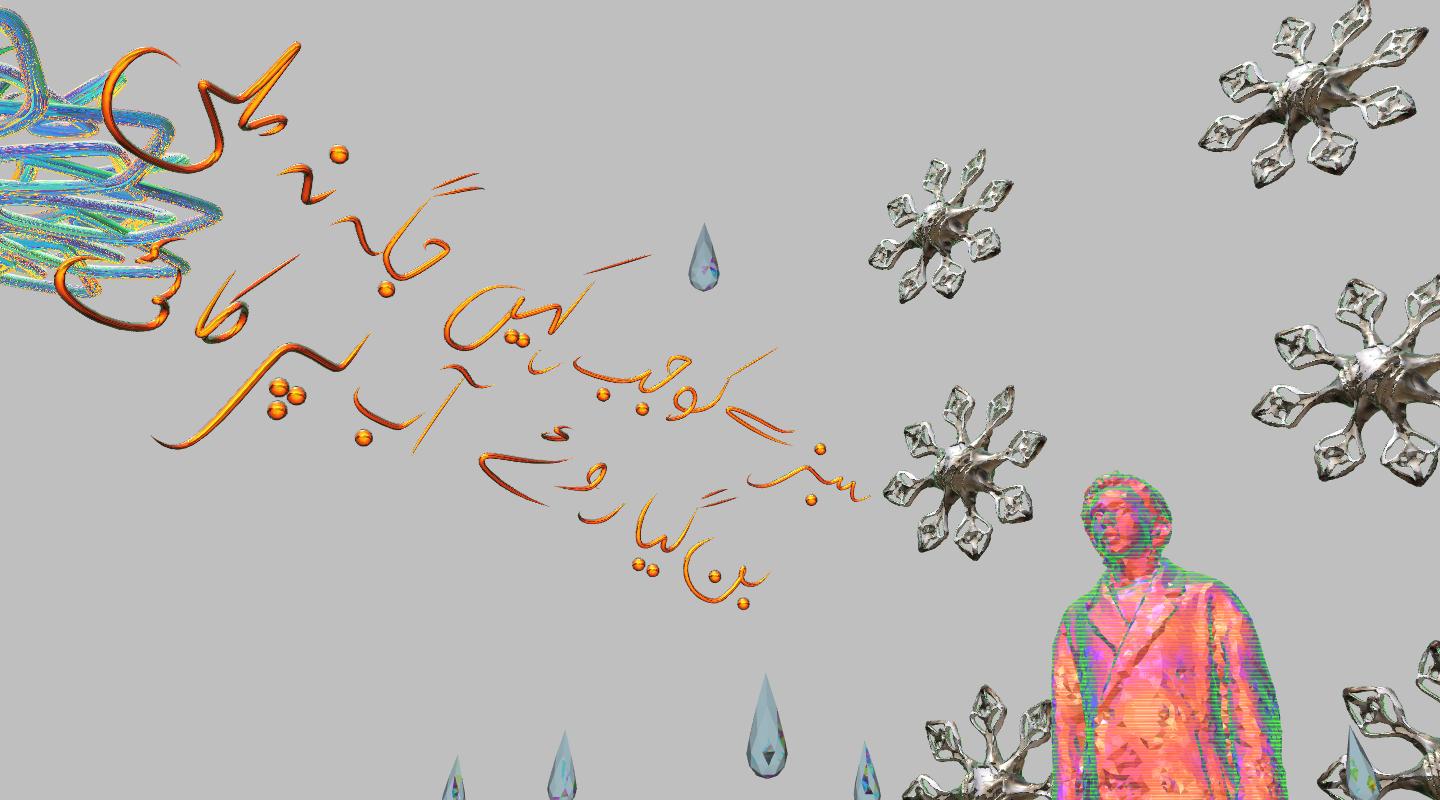 سبزے کو جب کہیں جگہ نہ ملی
بن گیا روئے آب پر کائی